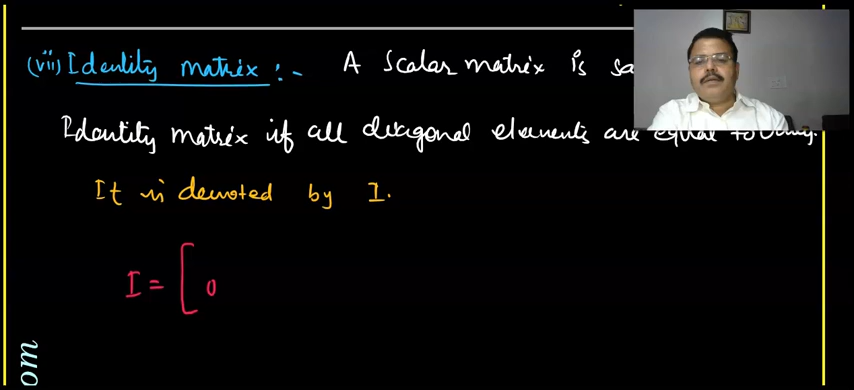 (vii) Identity matrix :- A Scalar matrix is
Identity matrix if all diagonal elements are equal to
It is denoted by I.
I = [ 0
om